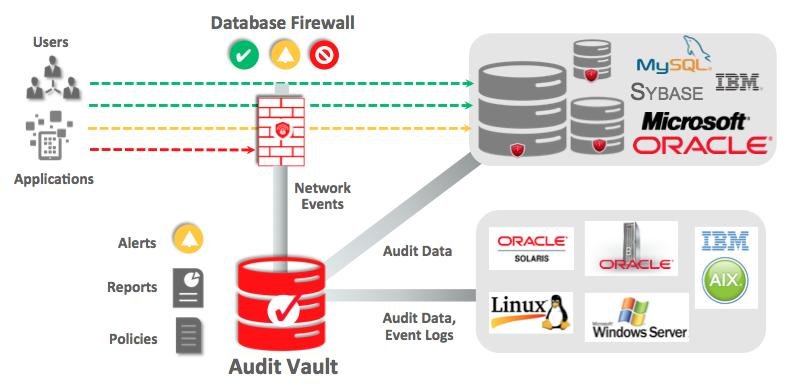 Database Firewall
Users
Applications
MySQL®
SYBASE
IBM®
Microsoft®
ORACLE®
Network
Events
Alerts
Reports
Policies
Audit Vault
Audit Data
Audit Data,
Event Logs
ORACLE®
SOLARIS
ORACLE®
IBM
AIX
Linux
Microsoft
Windows Server